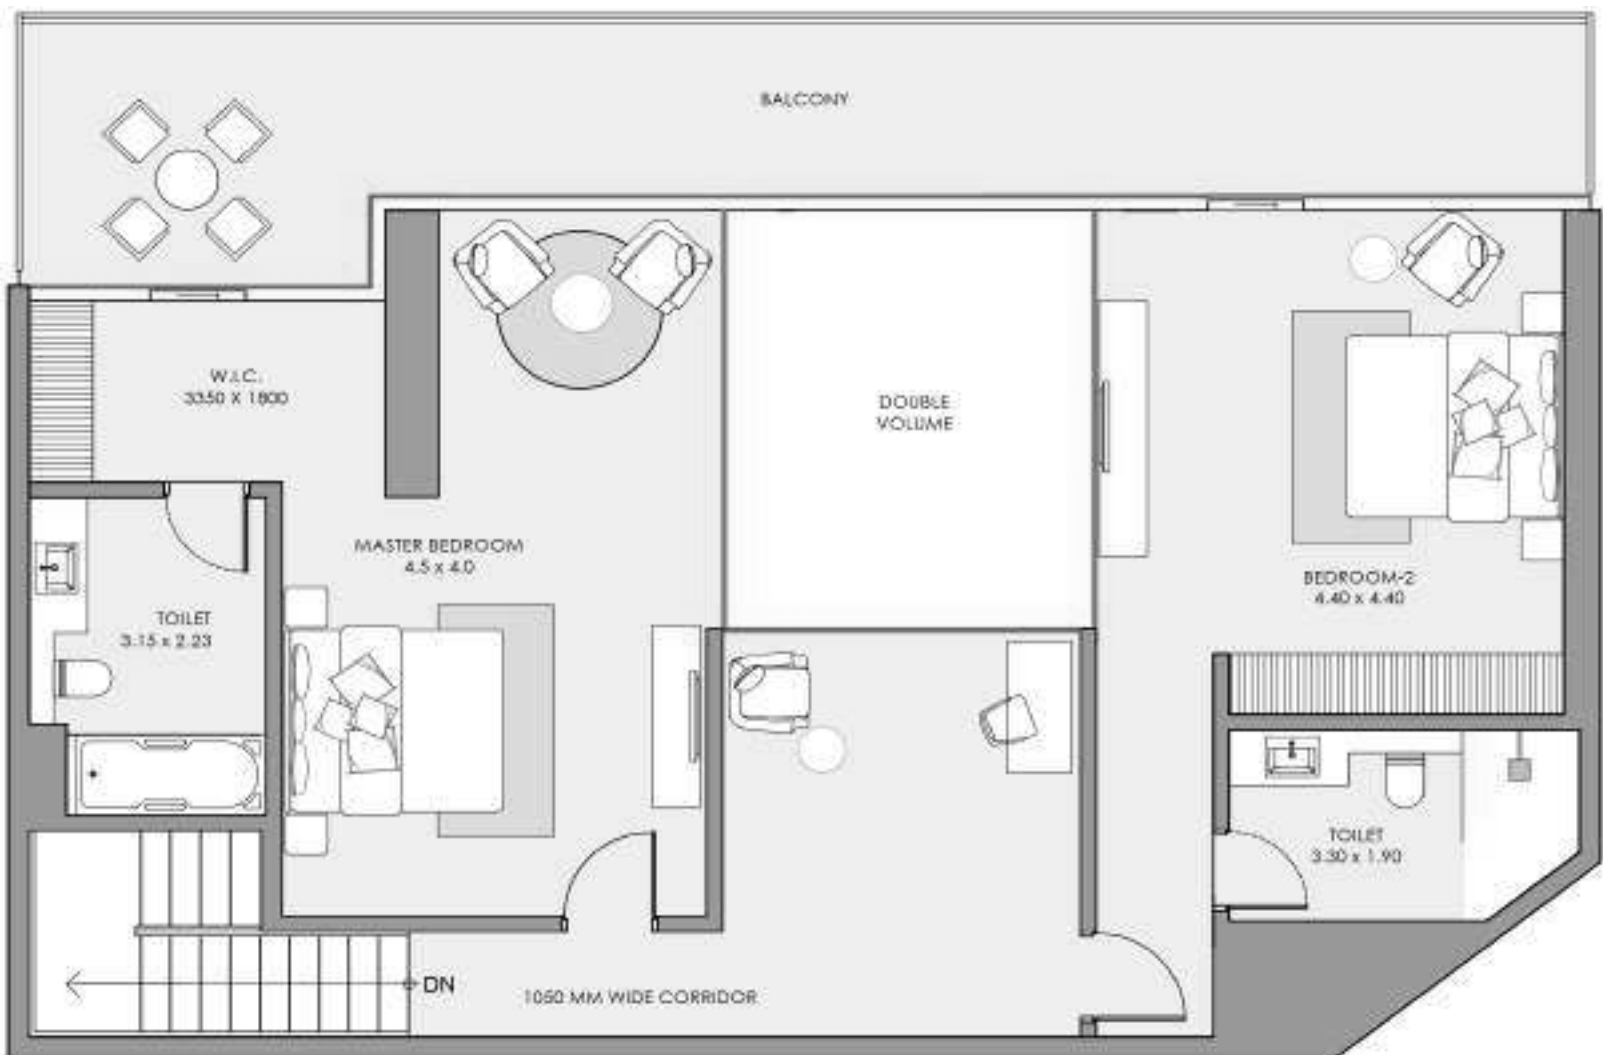 BALCONY
W.I.C.
3350 X 1800
DOUBLE
VOLUME
MASTER BEDROOM
4.5 x 4.0
BEDROOM-2
4.40 x 4.40
TOILET
3.15 x 2.23
TOILET
3.30 x 1.90
DN
1050 MM WIDE CORRIDOR